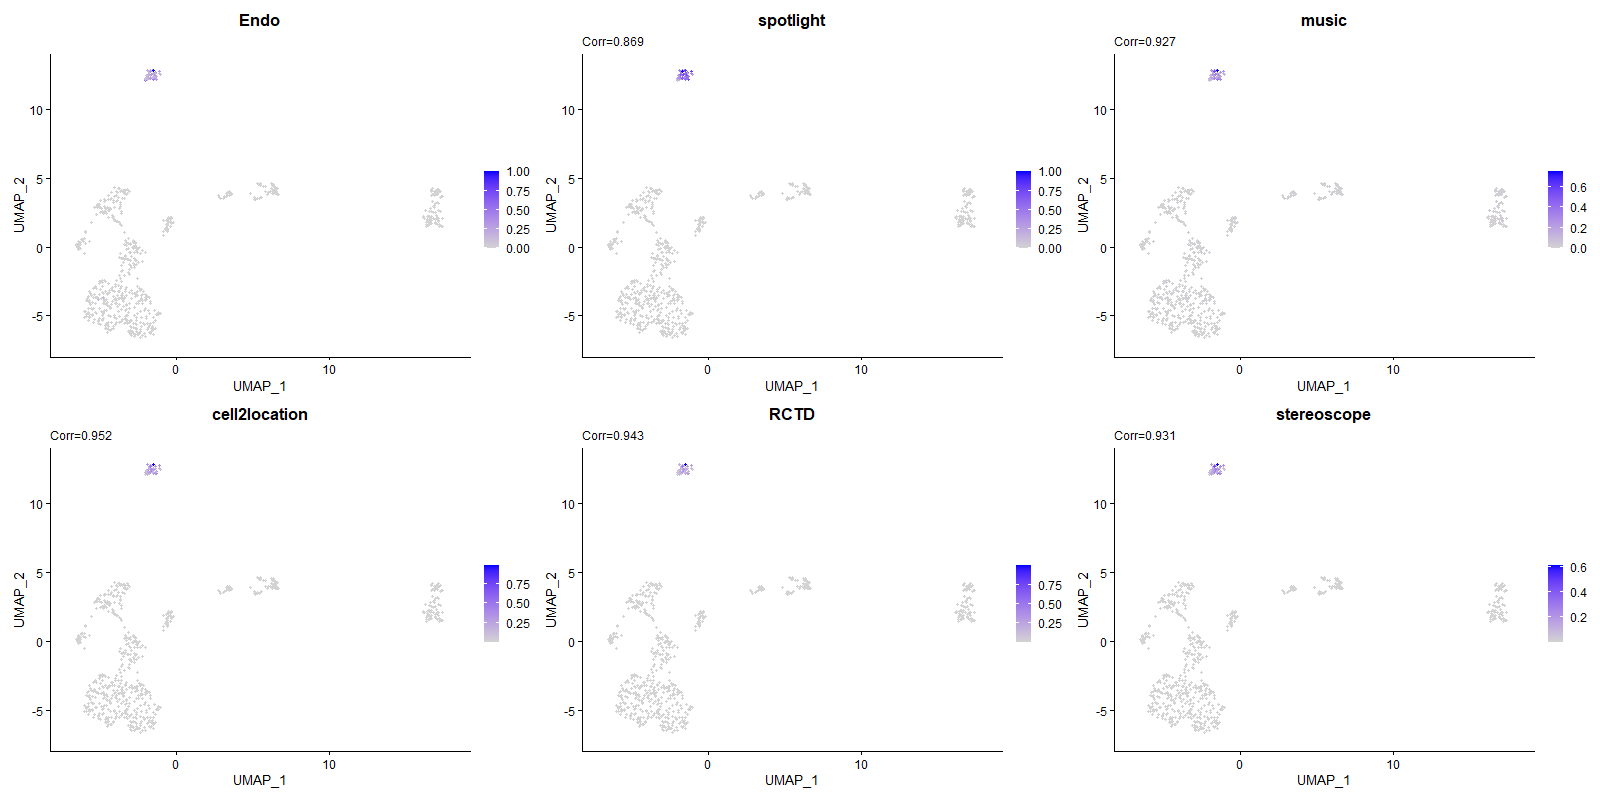 Endo
UMAP_2
10
5
0
-5
0
10
UMAP_1
1.00
0.75
0.50
0.25
0.00
spotlight
Corr=0.869
UMAP_2
10
5
0
-5
0
10
UMAP_1
1.00
0.75
0.50
0.25
0.00
music
Corr=0.927
UMAP_2
10
5
0
-5
0
10
UMAP_1
0.6
0.4
0.2
0.0
cell2location
Corr=0.952
UMAP_2
10
5
0
-5
0
10
UMAP_1
0.75
0.50
0.25
RCTD
Corr=0.943
UMAP_2
10
5
0
-5
0
10
UMAP_1
0.75
0.50
0.25
stereoscope
Corr=0.931
UMAP_2
10
5
0
-5
0
10
UMAP_1
0.6
0.4
0.2